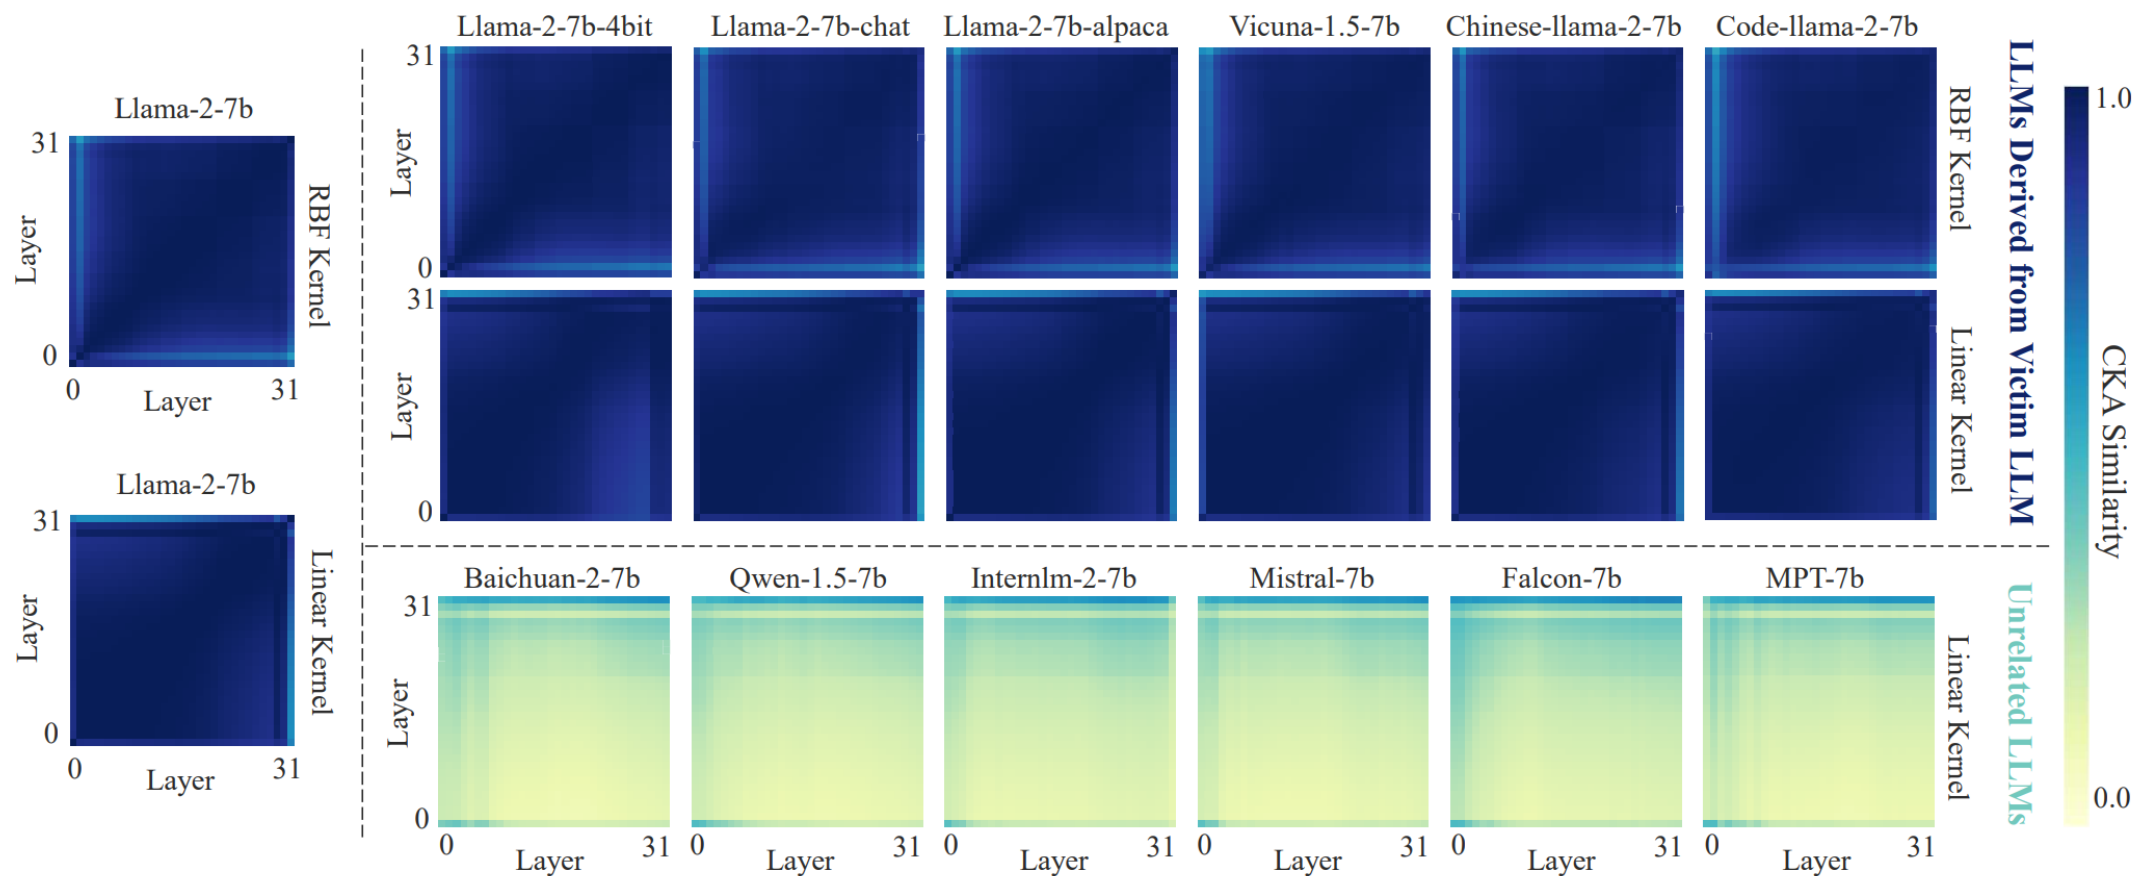 Llama-2-7b
31
Layer
0
0
31
Layer
RBF Kernel
Llama-2-7b
31
Layer
0
0
31
Layer
Linear Kernel
Llama-2-7b-4bit
Llama-2-7b-chat
Llama-2-7b-alpaca
Vicuna-1.5-7b
Chinese-llama-2-7b
Code-llama-2-7b
31
Layer
0
RBF Kernel
31
Layer
0
Linear Kernel
LLMs Derived from Victim LLM
Baichuan-2-7b
Qwen-1.5-7b
Internlm-2-7b
Mistral-7b
Falcon-7b
MPT-7b
31
Layer
0
0
31
Layer
0
31
Layer
0
31
Layer
0
31
Layer
0
31
Layer
0
31
Layer
Linear Kernel
Unrelated LLMs
1.0
CKA Similarity
0.0